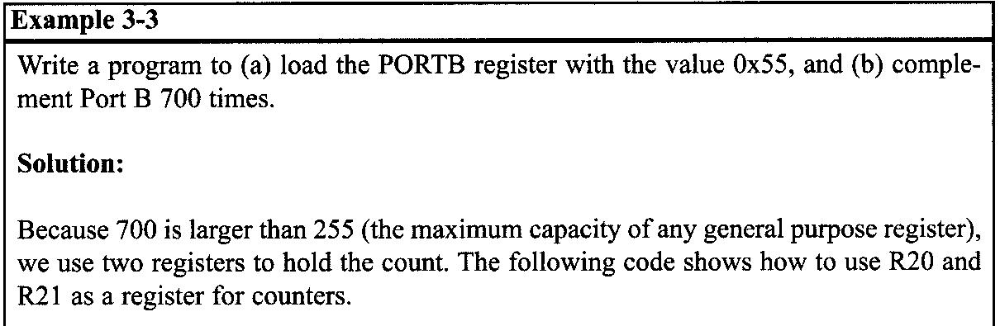 Example 3-3
Write a program to (a) load the PORTB register with the value 0x55, and (b) comple-
ment Port B 700 times.
Solution:
Because 700 is larger than 255 (the maximum capacity of any general purpose register),
we use two registers to hold the count. The following code shows how to use R20 and
R21 as a register for counters.